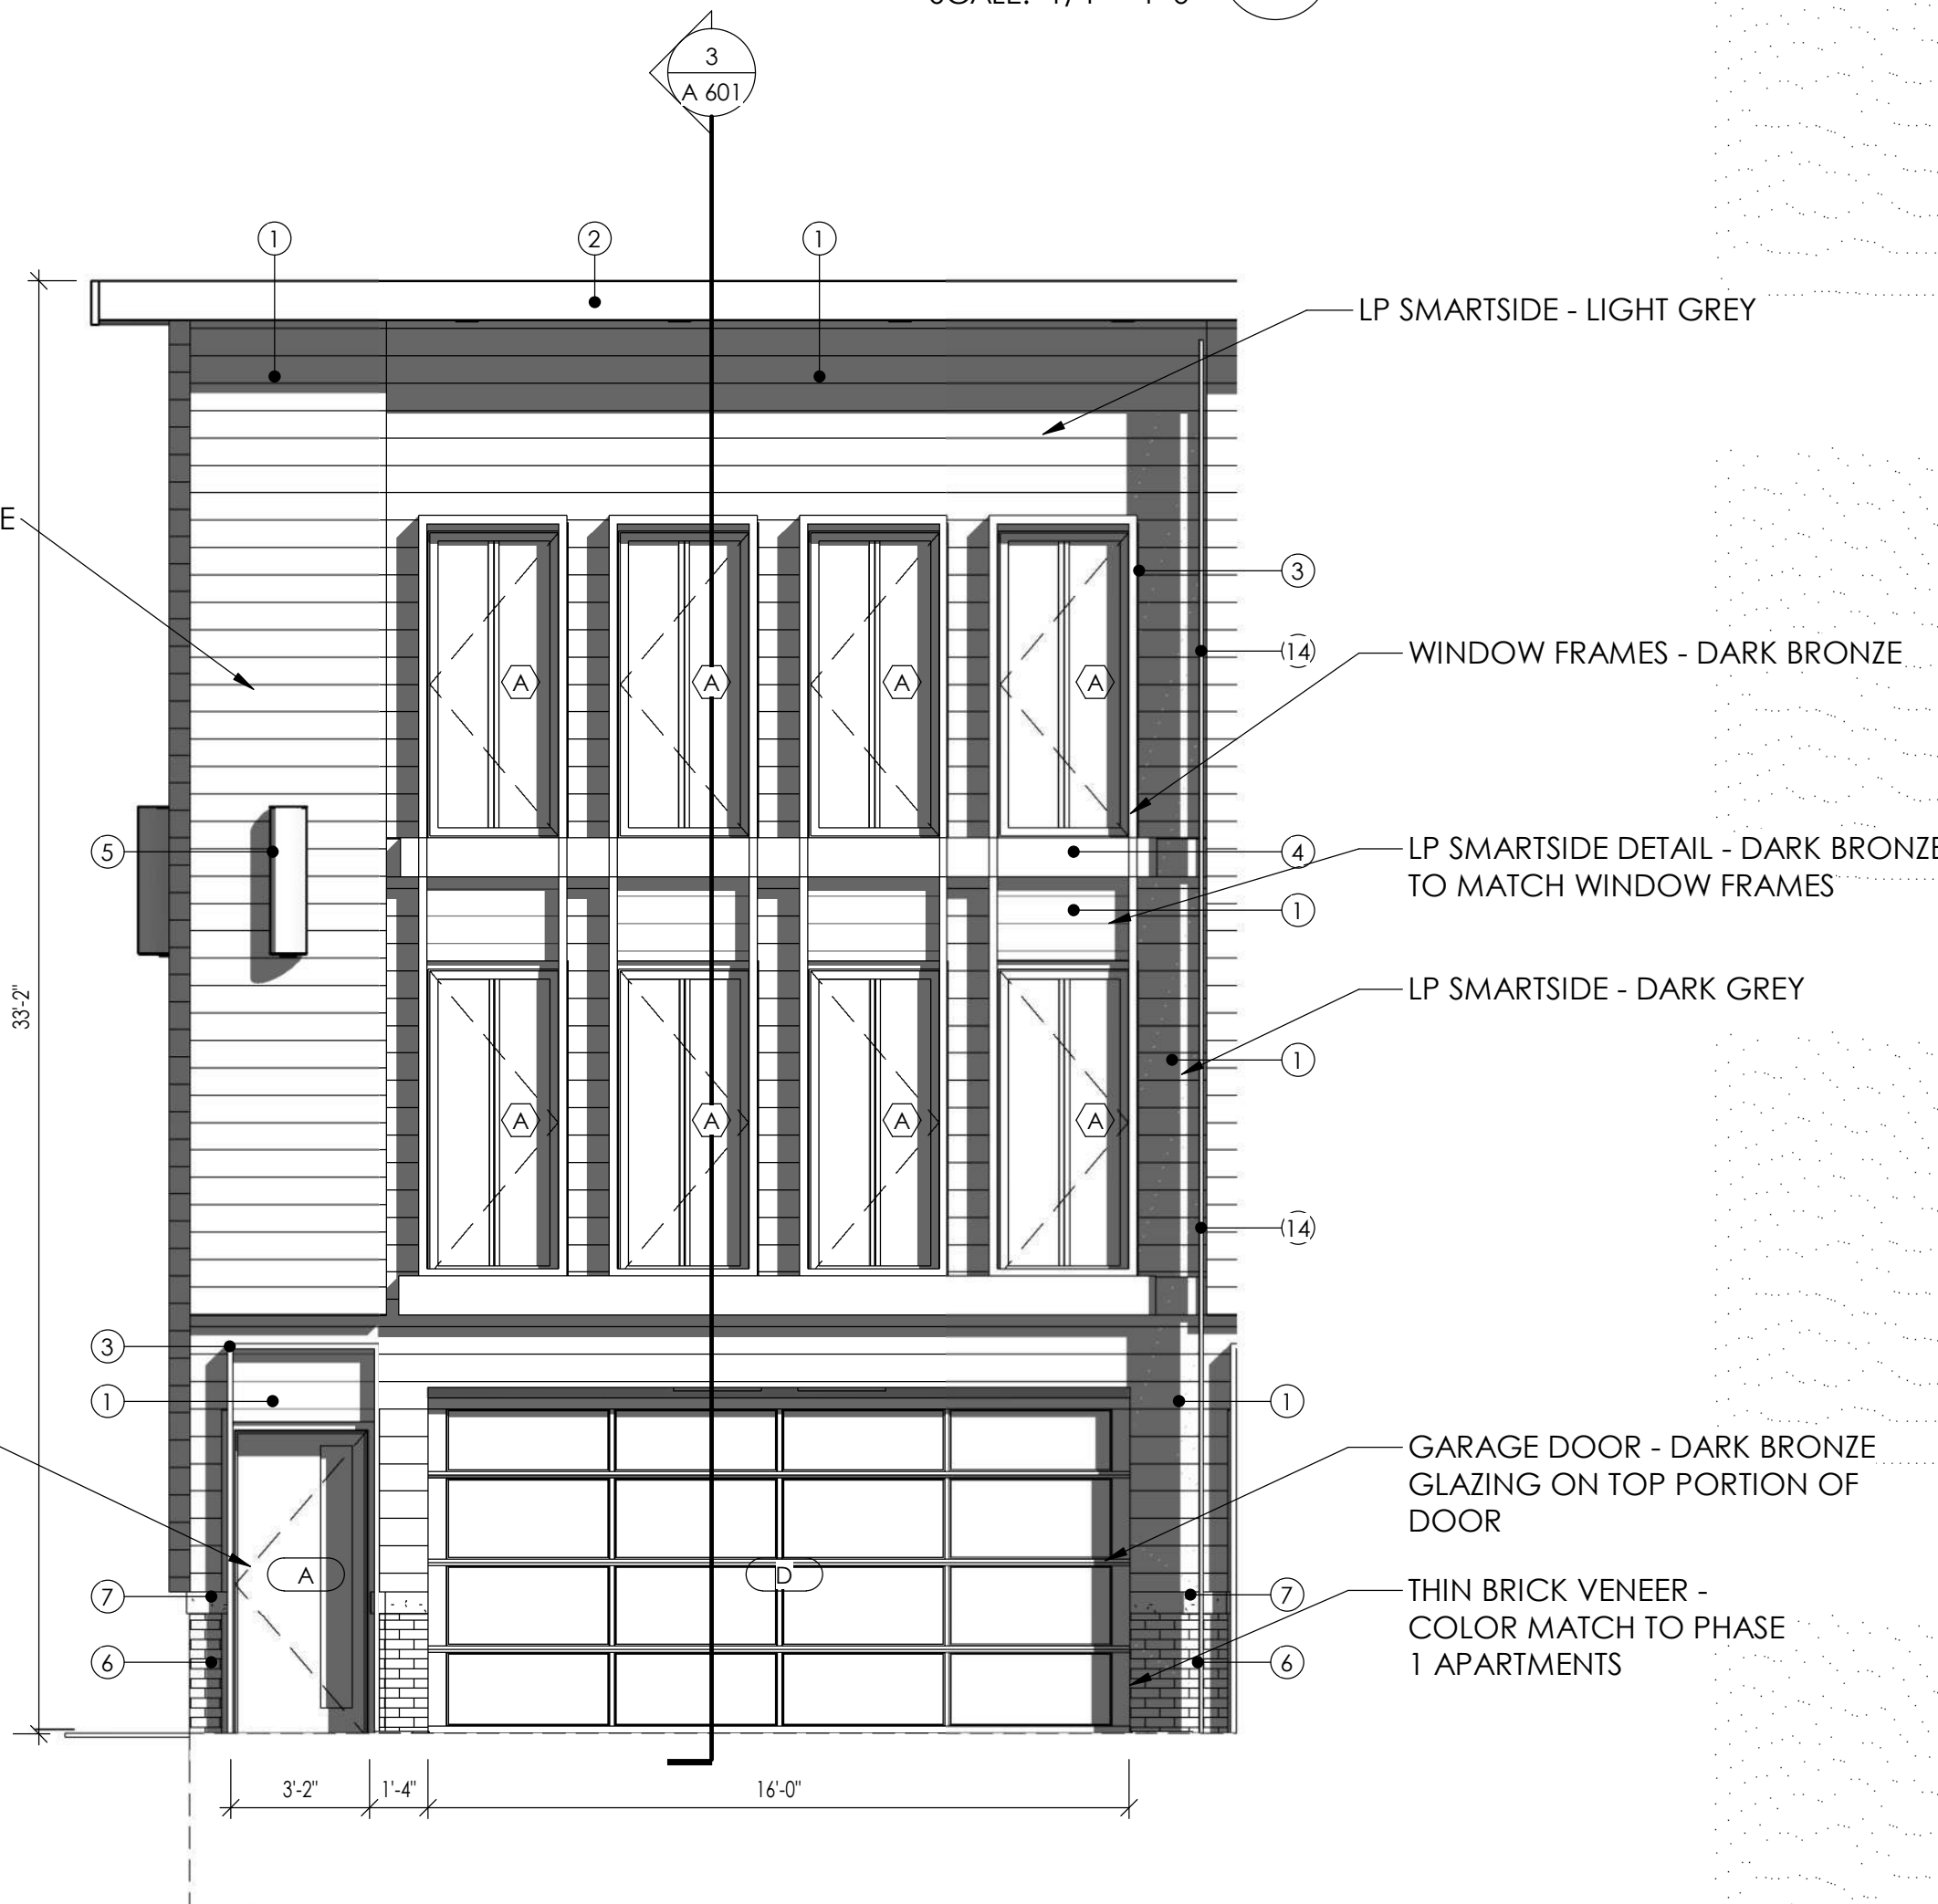 3
A 601
1
2
1
LP SMARTSIDE - LIGHT GREY
E
3
14
WINDOW FRAMES - DARK BRONZE
A
A
A
A
5
4
LP SMARTSIDE DETAIL - DARK BRONZE
TO MATCH WINDOW FRAMES
1
33'-2"
LP SMARTSIDE - DARK GREY
1
A
A
A
A
14
3
1
1
GARAGE DOOR - DARK BRONZE
GLAZING ON TOP PORTION OF
DOOR
A
D
7
7
THIN BRICK VENEER -
COLOR MATCH TO PHASE
1 APARTMENTS
6
6
3'-2"
1'-4"
16'-0"